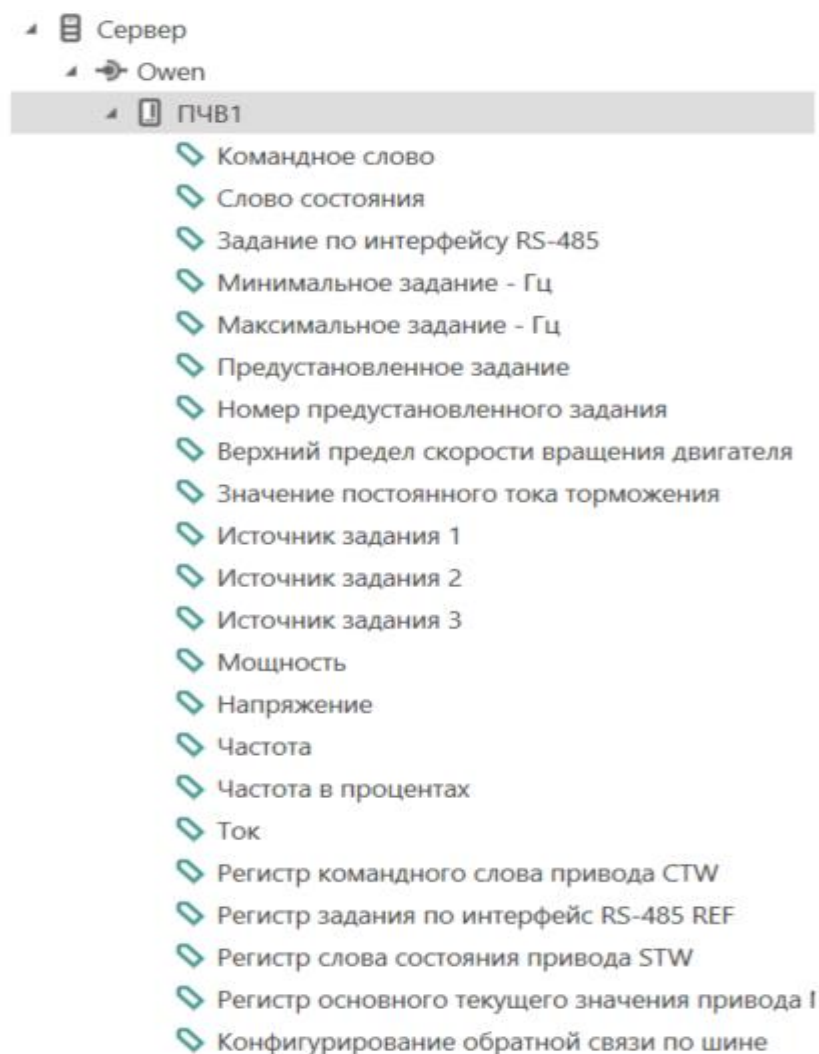 Сервер
Owen
ПЧВ1
Командное слово
Слово состояния
Задание по интерфейсу RS-485
Минимальное задание - Гц
Максимальное задание - Гц
Предустановленное задание
Номер предустановленного задания
Верхний предел скорости вращения двигателя
Значение постоянного тока торможения
Источник задания 1
Источник задания 2
Источник задания 3
Мощность
Напряжение
Частота
Частота в процентах
Ток
Регистр командного слова привода CTW
Регистр задания по интерфейс RS-485 REF
Регистр слова состояния привода STW
Регистр основного текущего значения привода
Конфигурирование обратной связи по шине